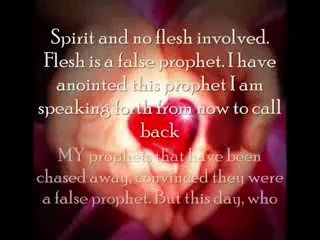 Spirit and no flesh involved.
Flesh is a false prophet. I have
anointed this prophet I am
speaking forth from now to call
back
MY prophets that have been
chased away, convinced they were
a false prophet. But this day, who